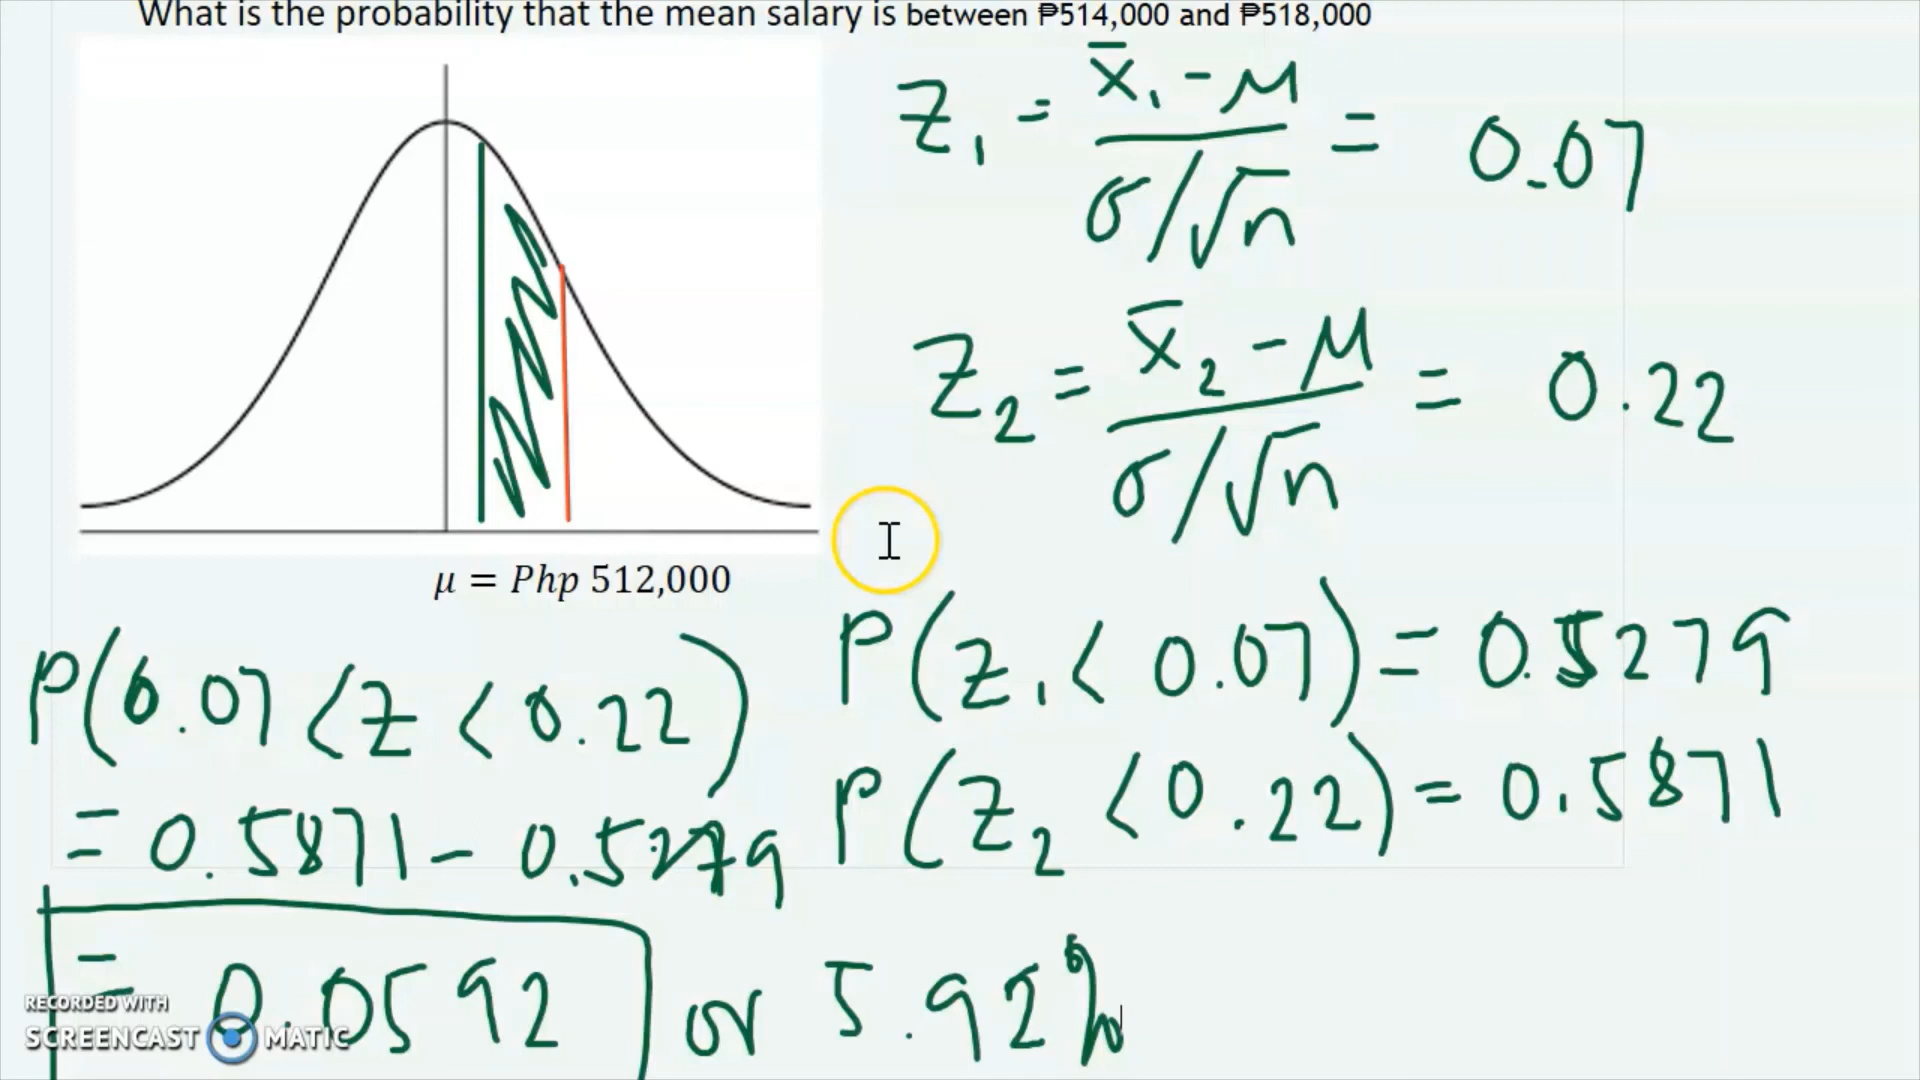 What is the probability that the mean salary is between ₱514,000 and ₱518,000
Z₁ = (x̄₁ - μ) / (σ/√n) = 0.07
Z₂ = (x̄₂ - μ) / (σ/√n) = 0.22
μ = Php 512,000
P(Z₁ < 0.07) = 0.5279
P(Z₂ < 0.22) = 0.5871
P(0.07 < Z < 0.22)
= 0.5871 - 0.5279
= 0.0592 or 5.92%
RECORDED WITH
SCREENCAST MATIC